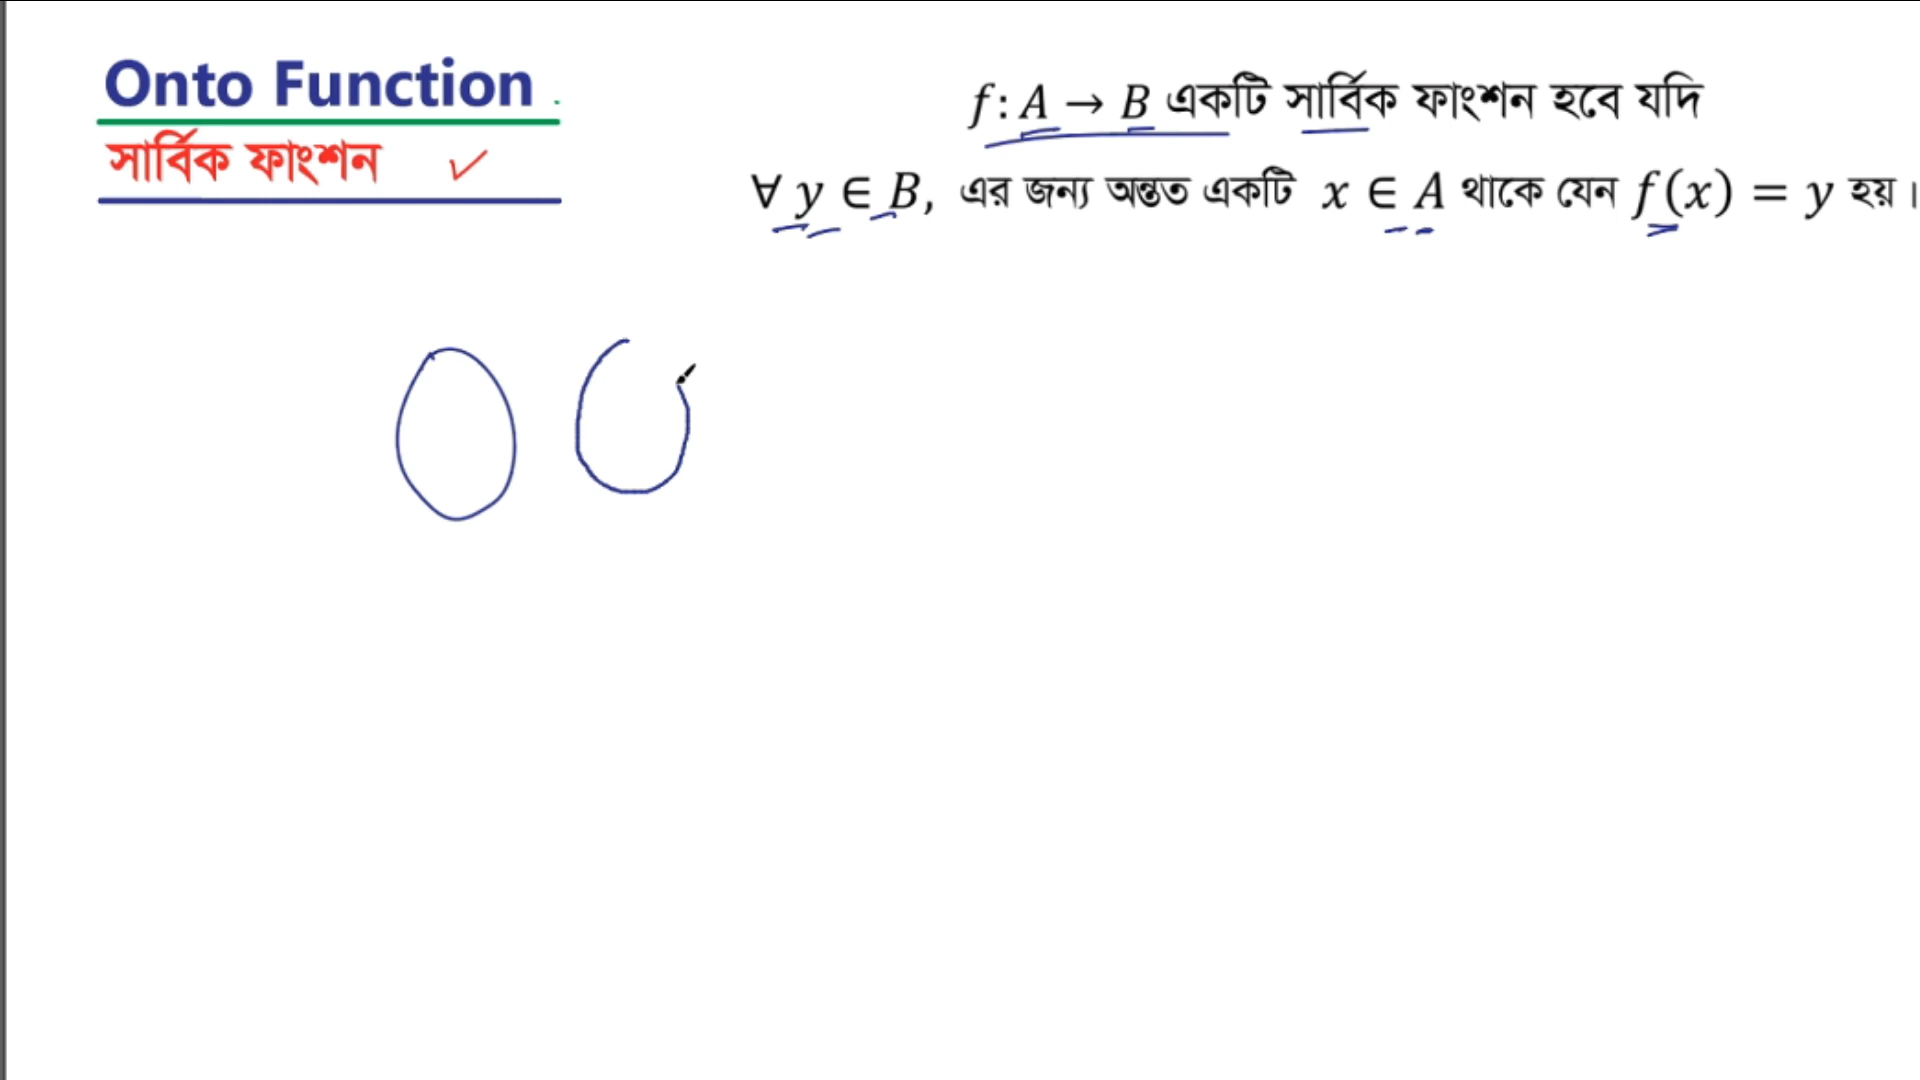 Onto Function
সার্বিক ফাংশন
f: A → B একটি সার্বিক ফাংশন হবে যদি
∀ y ∈ B, এর জন্য অন্তত একটি x ∈ A থাকে যেন f(x) = y হয়।